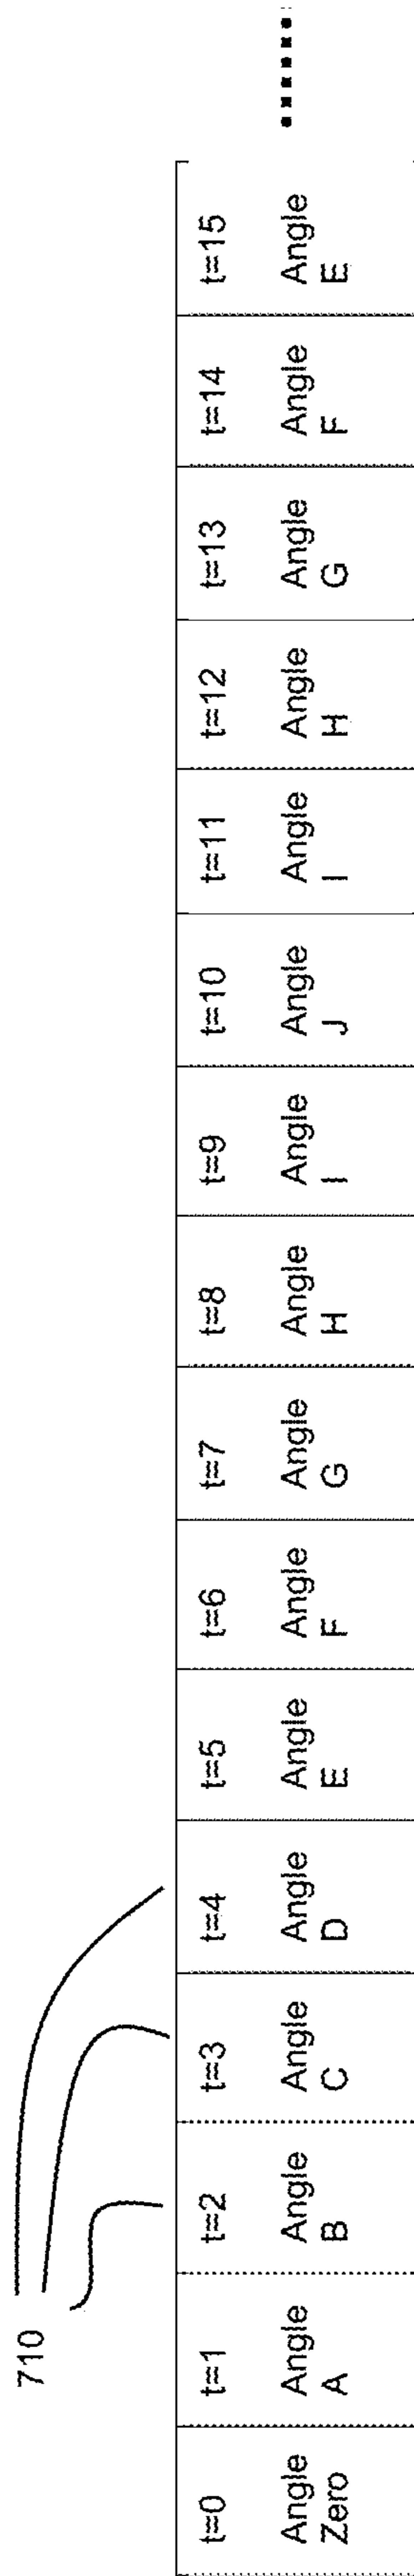 710
t=0 t=1 t=2 t=3 t=4 t=5 t=6 t=7 t=8 t=9 t=10 t=11 t=12 t=13 t=14 t=15
Angle Angle Angle Angle Angle Angle Angle Angle Angle Angle Angle Angle Angle Angle Angle Angle
Zero A B C D E F G H I J I H G F E